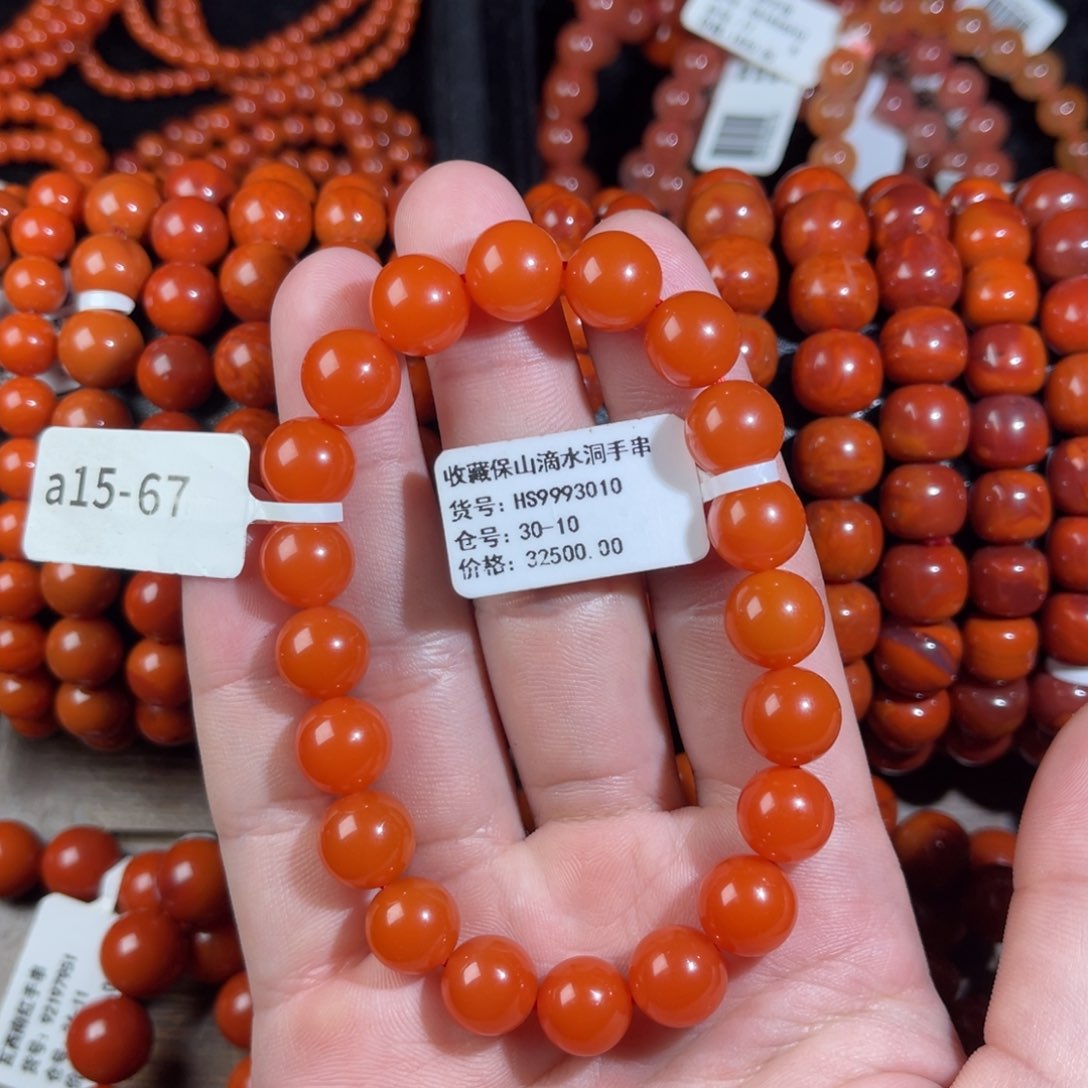 a15-67
收藏保山滴水洞手串
货号: HS9993010
仓号: 30-10
价格: 32500.00